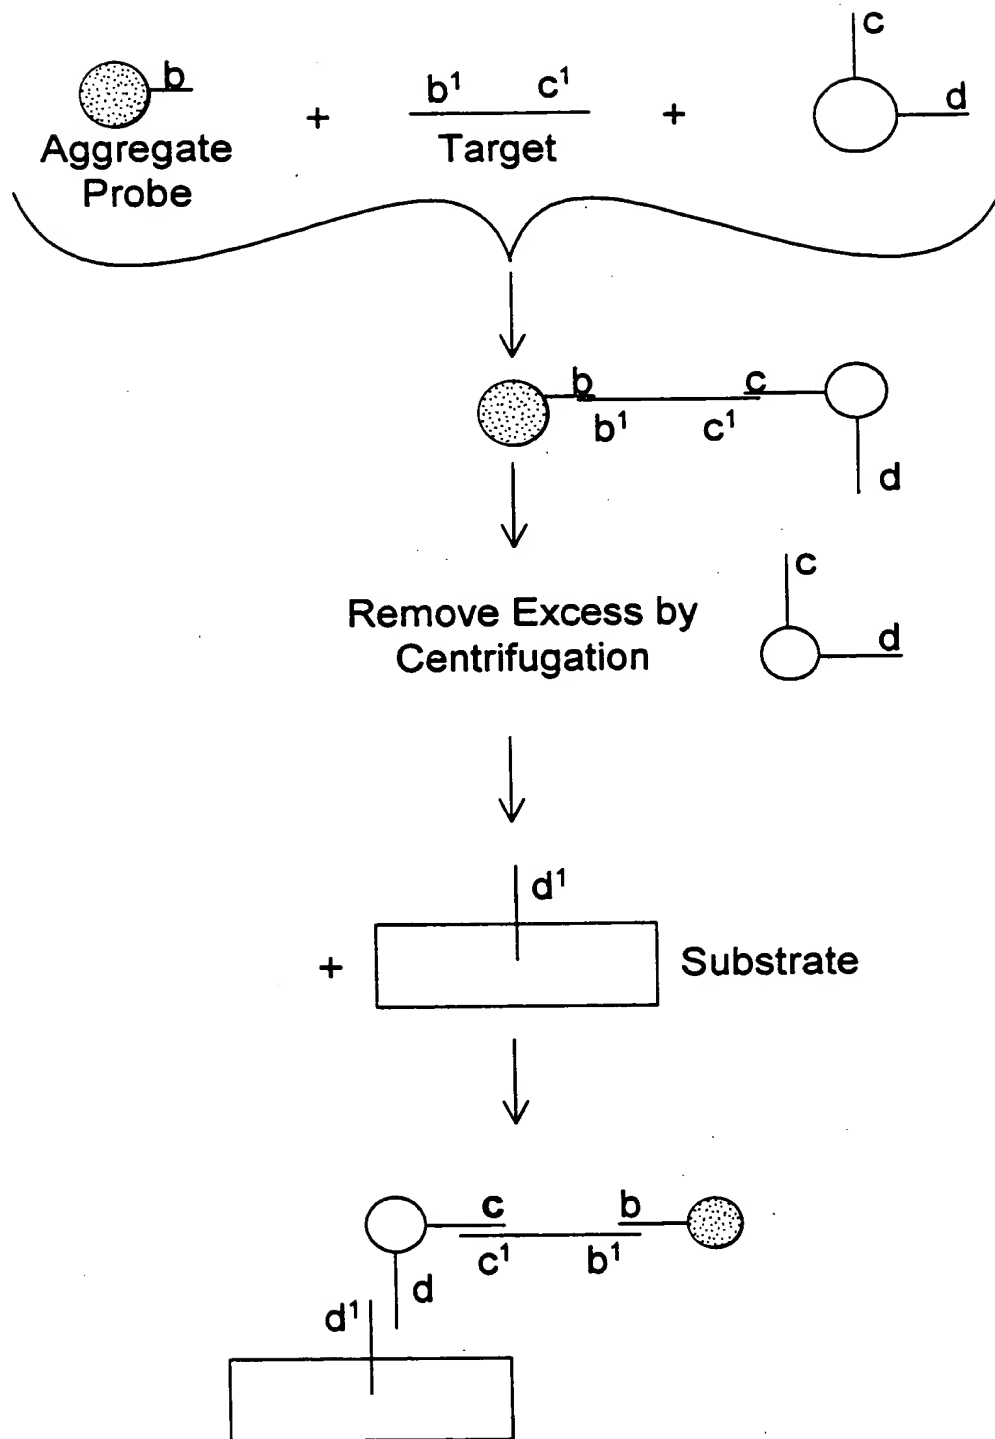 c
b
b¹ c¹
d
+
+
Aggregate
Probe
Target
b
c
b¹
c¹
d
c
Remove Excess by
Centrifugation
d
d¹
+
Substrate
c
b
c¹
b¹
d
d¹